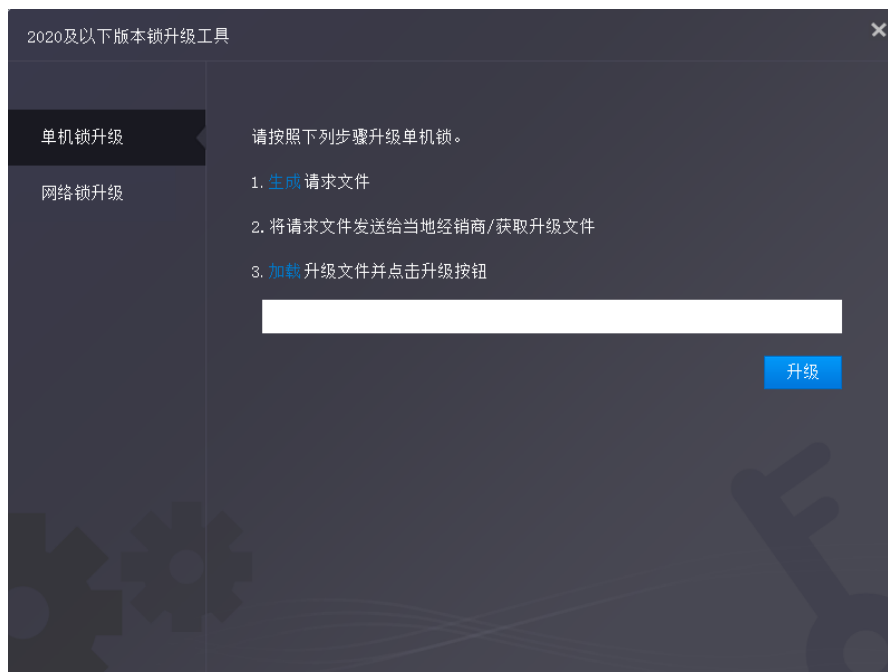 2020及以下版本锁升级工具
单机锁升级
网络锁升级
请按照下列步骤升级单机锁。
1. 生成 请求文件
2. 将请求文件发送给当地经销商/获取升级文件
3. 加载 升级文件并点击升级按钮
升级